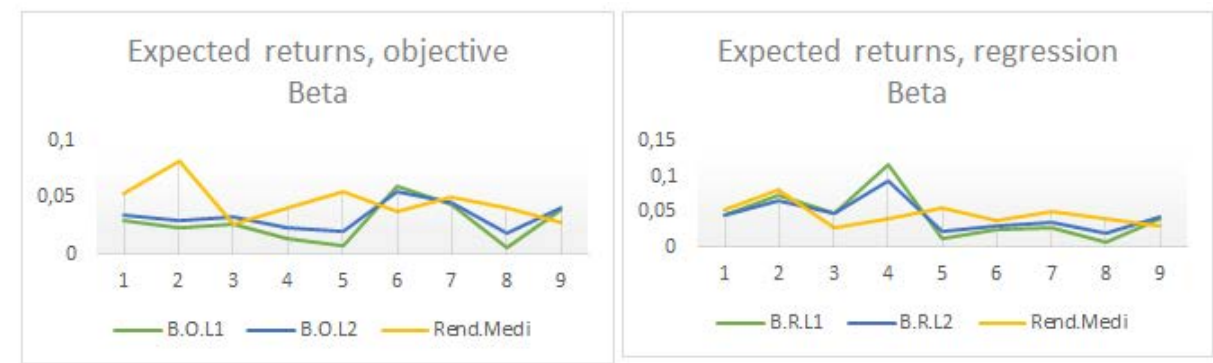 Expected returns, objective
Beta
0,1
0,05
0
1 2 3 4 5 6 7 8 9
B.O.L1 B.O.L2 Rend.Medi
Expected returns, regression
Beta
0,15
0,1
0,05
0
1 2 3 4 5 6 7 8 9
B.R.L1 B.R.L2 Rend.Medi